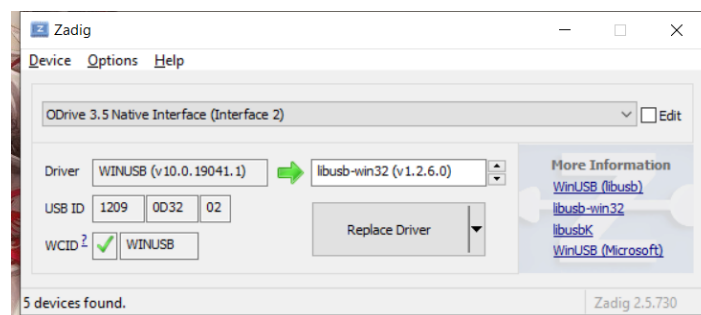 Zadig
Device Options Help
ODrive 3.5 Native Interface (Interface 2)
Edit
Driver WINUSB (v10.0.19041.1) libusb-win32 (v1.2.6.0)
USB ID 1209 0D32 02
WCID ? WINUSB
Replace Driver
More Information
WinUSB (libusb)
libusb-win32
libusbK
WinUSB (Microsoft)
5 devices found.
Zadig 2.5.730